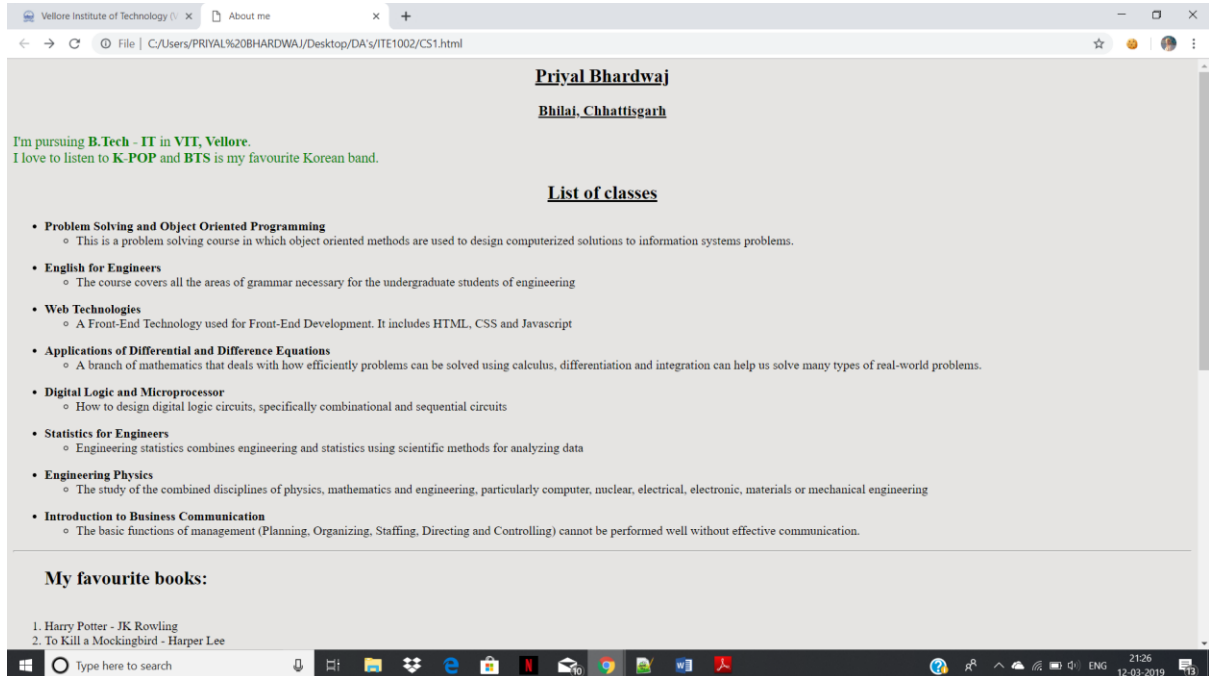 Vellore Institute of Technology (V
About me
File | C:/Users/PRIYAL%20BHARDWAJ/Desktop/DA's/ITE1002/CS1.html
Priyal Bhardwaj
Bhilai, Chhattisgarh
I'm pursuing B.Tech - IT in VIT, Vellore.
I love to listen to K-POP and BTS is my favourite Korean band.
List of classes
• Problem Solving and Object Oriented Programming
◦ This is a problem solving course in which object oriented methods are used to design computerized solutions to information systems problems.
• English for Engineers
◦ The course covers all the areas of grammar necessary for the undergraduate students of engineering
• Web Technologies
◦ A Front-End Technology used for Front-End Development. It includes HTML, CSS and Javascript
• Applications of Differential and Difference Equations
◦ A branch of mathematics that deals with how efficiently problems can be solved using calculus, differentiation and integration can help us solve many types of real-world problems.
• Digital Logic and Microprocessor
◦ How to design digital logic circuits, specifically combinational and sequential circuits
• Statistics for Engineers
◦ Engineering statistics combines engineering and statistics using scientific methods for analyzing data
• Engineering Physics
◦ The study of the combined disciplines of physics, mathematics and engineering, particularly computer, nuclear, electrical, electronic, materials or mechanical engineering
• Introduction to Business Communication
◦ The basic functions of management (Planning, Organizing, Staffing, Directing and Controlling) cannot be performed well without effective communication.
My favourite books:
1. Harry Potter - JK Rowling
2. To Kill a Mockingbird - Harper Lee
Type here to search
10
ENG
21:26
12-03-2019
13